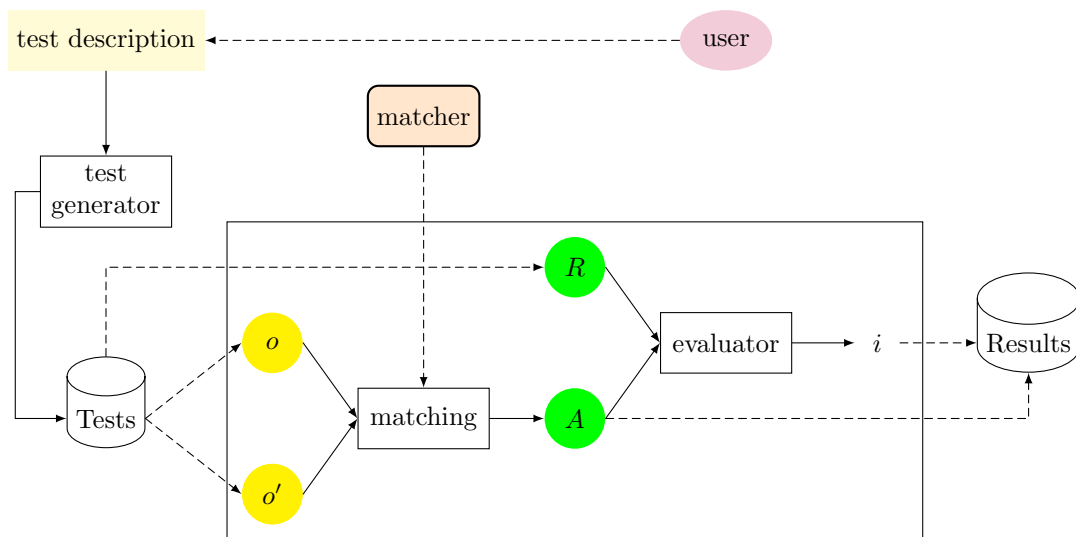 test description
user
matcher
test
generator
R
o
evaluator
i
Results
Tests
matching
A
o′